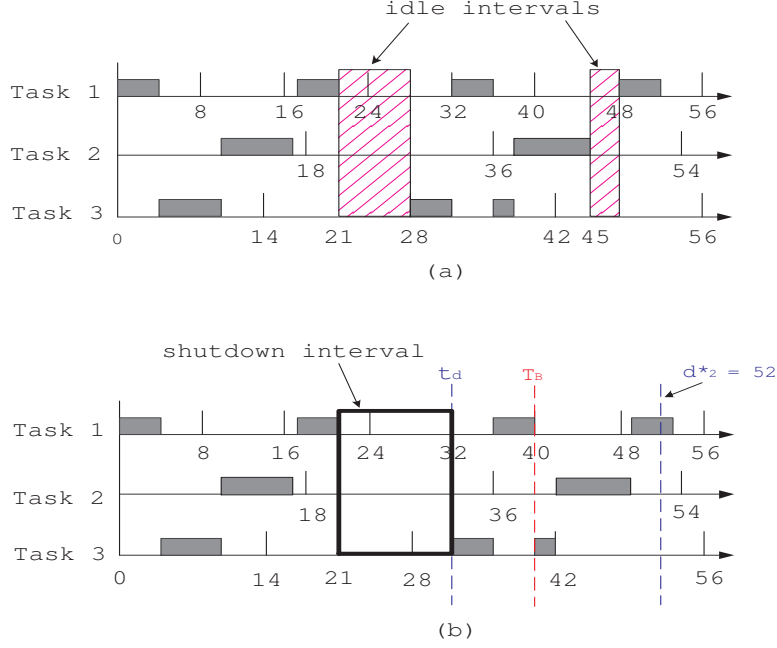 idle intervals
Task 1
8 16 24 32 40 48 56
Task 2
18 36 54
Task 3
0 14 21 28 42 45 56
(a)
shutdown interval
td TB d*2 = 52
Task 1
8 16 24 32 40 48 56
Task 2
18 36 54
Task 3
0 14 21 28 42 56
(b)